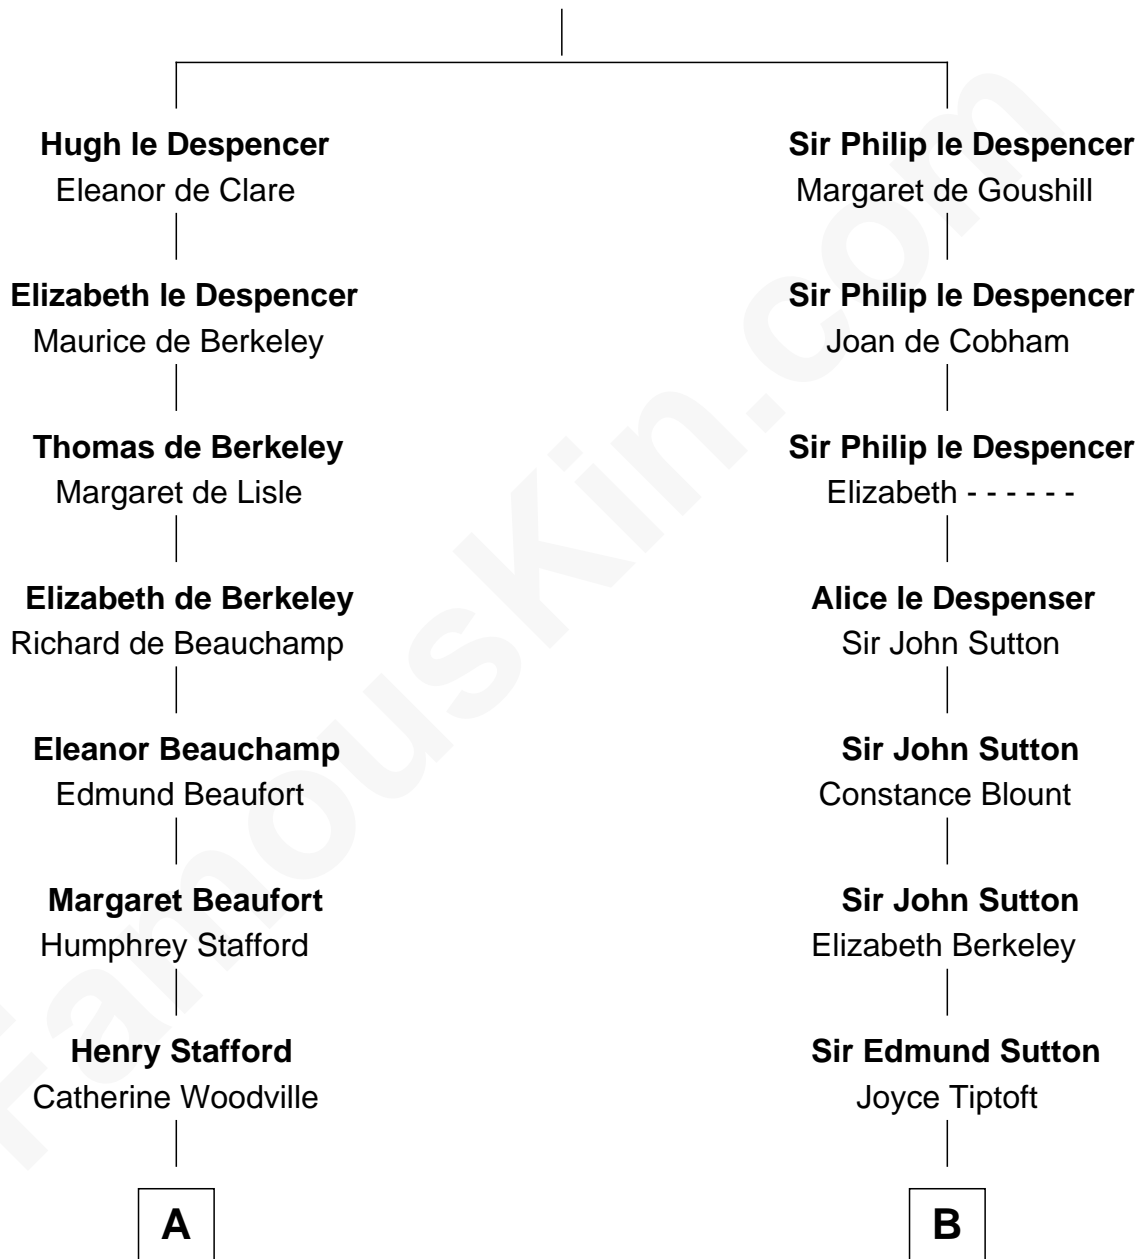 Hugh le Despencer
Eleanor de Clare
Elizabeth le Despencer
Maurice de Berkeley
Thomas de Berkeley
Margaret de Lisle
Elizabeth de Berkeley
Richard de Beauchamp
Eleanor Beauchamp
Edmund Beaufort
Margaret Beaufort
Humphrey Stafford
Henry Stafford
Catherine Woodville
A
Sir Philip le Despencer
Margaret de Goushill
Sir Philip le Despencer
Joan de Cobham
Sir Philip le Despencer
Elizabeth - - - - - -
Alice le Despenser
Sir John Sutton
Sir John Sutton
Constance Blount
Sir John Sutton
Elizabeth Berkeley
Sir Edmund Sutton
Joyce Tiptoft
B
FamousKin.com